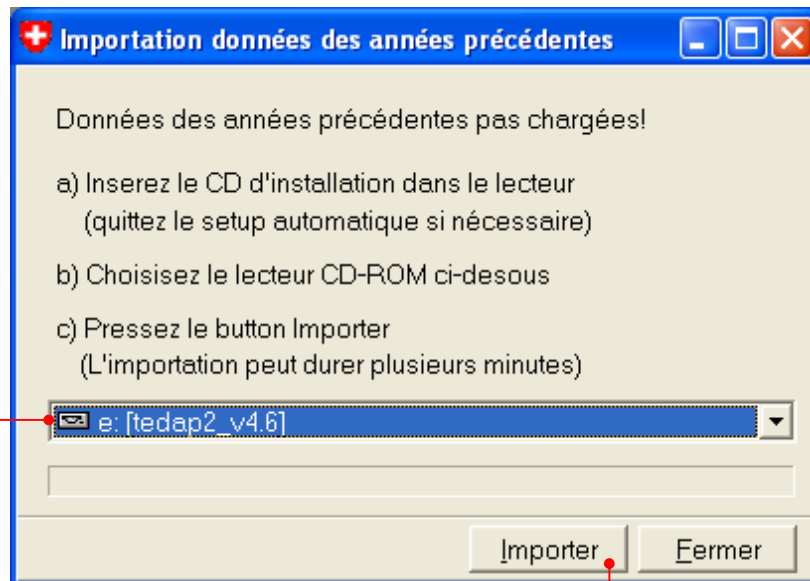 Importation données des années précédentes
Données des années précédentes pas chargées!
a) Inserez le CD d'installation dans le lecteur
(quittez le setup automatique si nécessaire)
b) Choisisez le lecteur CD-ROM ci-desous
c) Pressez le button Importer
(L'importation peut durer plusieurs minutes)
e: [tedap2_v4.6]
Importer Fermer